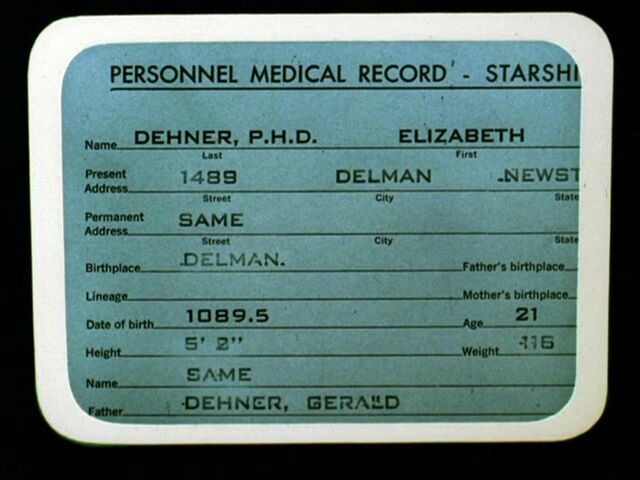 PERSONNEL MEDICAL RECORD - STARSHI
Name DEHNER, P.H.D. ELIZABETH
Last First
Present Address 1489 DELMAN NEWST
Street City State
Permanent Address SAME
Street City State
Birthplace DELMAN. Father's birthplace
Lineage Mother's birthplace
Date of birth 1089.5 Age 21
Height 5' 2" Weight 116
Name SAME
Father DEHNER, GERALD